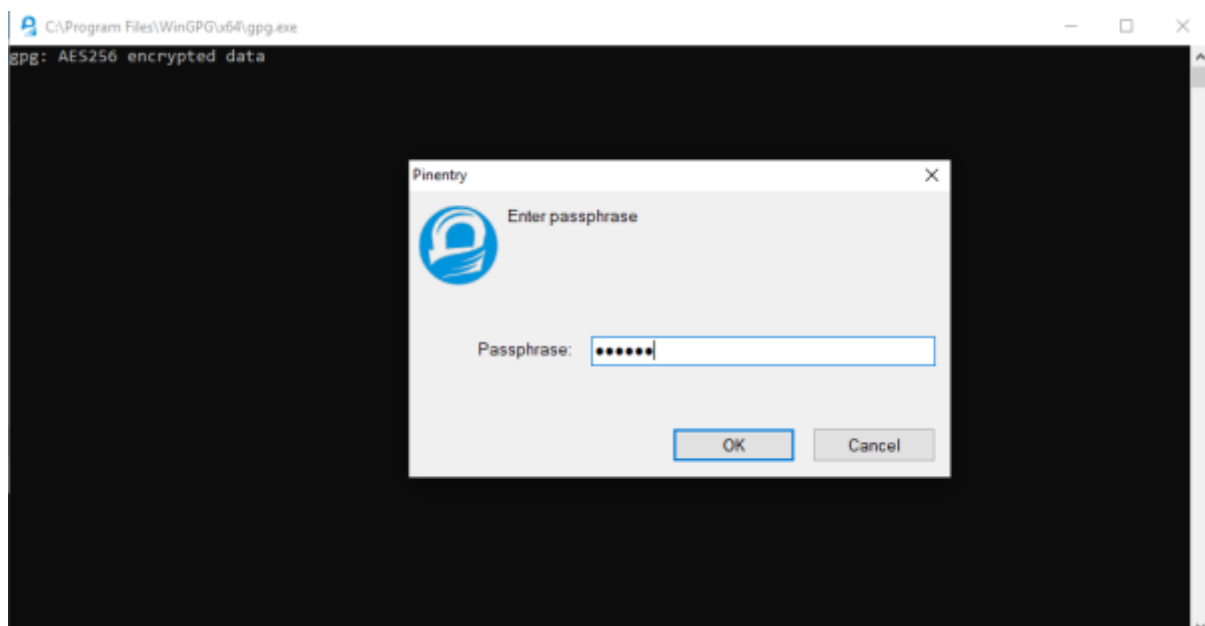 C:\Program Files\WinGPG\x64\gpg.exe
gpg: AES256 encrypted data
Pinentry
Enter passphrase
Passphrase: ••••••
OK
Cancel